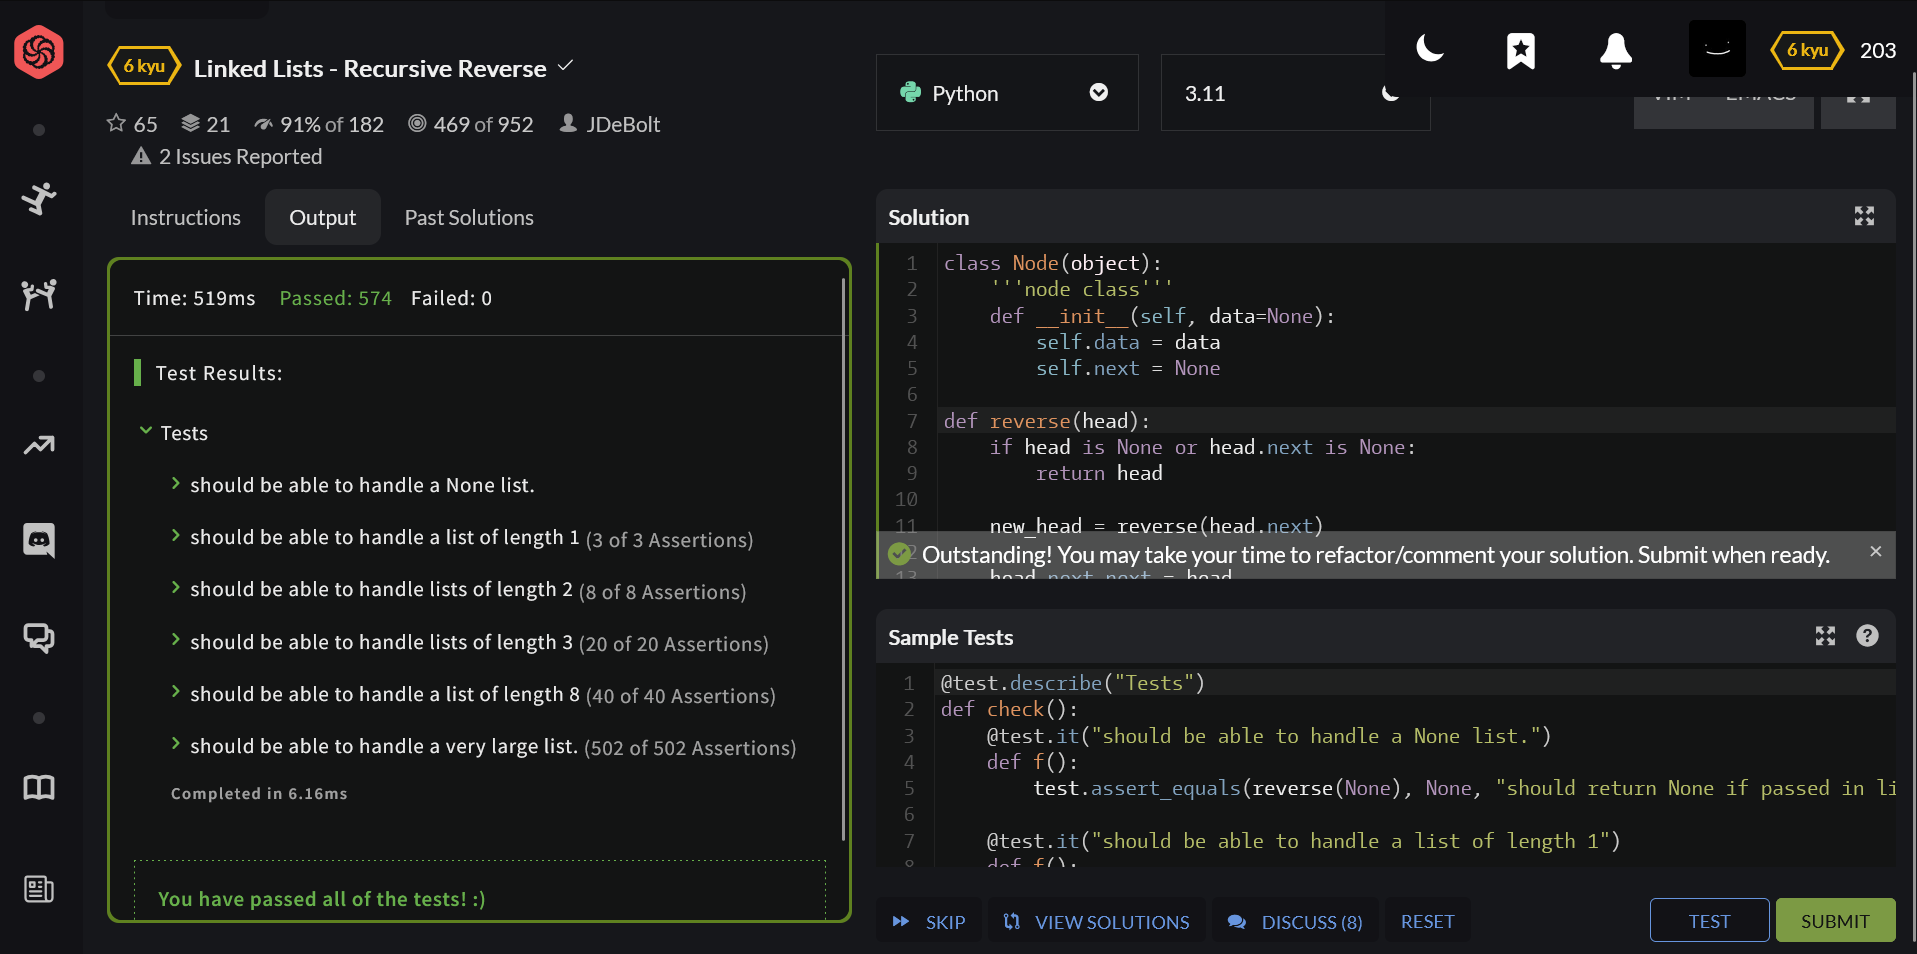 6 kyu
Linked Lists - Recursive Reverse
65 21 91% of 182 469 of 952 JDeBolt
2 Issues Reported
Python
3.11
6 kyu
203
VIM EMACS
Instructions
Output
Past Solutions
Time: 519ms Passed: 574 Failed: 0
Test Results:
Tests
should be able to handle a None list.
should be able to handle a list of length 1 (3 of 3 Assertions)
should be able to handle lists of length 2 (8 of 8 Assertions)
should be able to handle lists of length 3 (20 of 20 Assertions)
should be able to handle a list of length 8 (40 of 40 Assertions)
should be able to handle a very large list. (502 of 502 Assertions)
Completed in 6.16ms
You have passed all of the tests! :)
Solution
1 class Node(object):
2 '''node class'''
3 def __init__(self, data=None):
4 self.data = data
5 self.next = None
6
7 def reverse(head):
8 if head is None or head.next is None:
9 return head
10
11 new_head = reverse(head.next)
Outstanding! You may take your time to refactor/comment your solution. Submit when ready.
13 head.next.next = head
Sample Tests
1 @test.describe("Tests")
2 def check():
3 @test.it("should be able to handle a None list.")
4 def f():
5 test.assert_equals(reverse(None), None, "should return None if passed in li
6
7 @test.it("should be able to handle a list of length 1")
8 def f():
SKIP
VIEW SOLUTIONS
DISCUSS (8)
RESET
TEST
SUBMIT